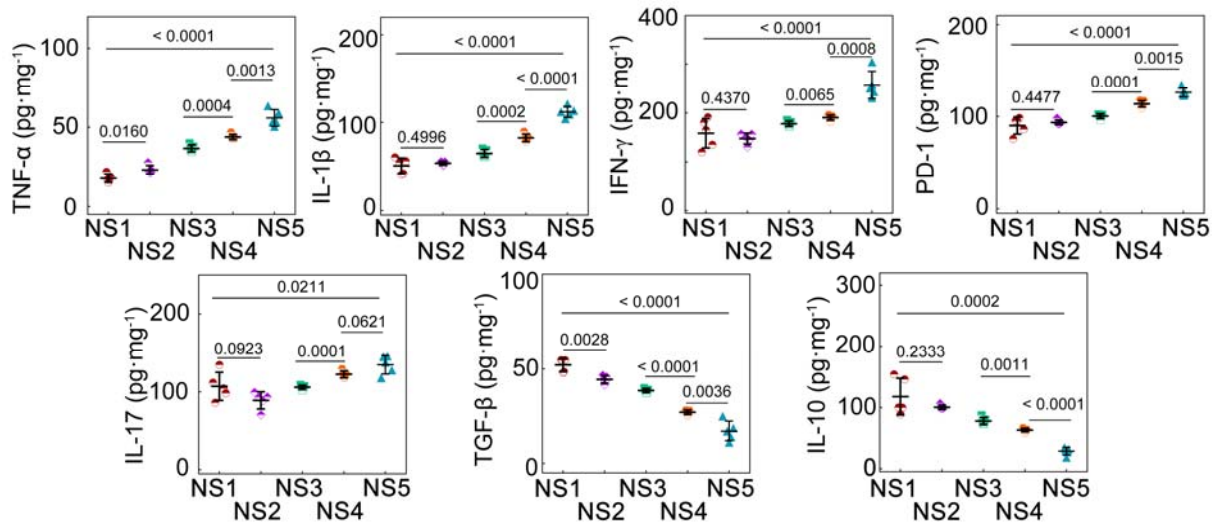 TNF-α (pg·mg⁻¹)
100
50
0
< 0.0001
0.0013
0.0004
0.0160
NS1
NS2
NS3
NS4
NS5
IL-1β (pg·mg⁻¹)
200
100
0
< 0.0001
< 0.0001
0.0002
0.4996
NS1
NS2
NS3
NS4
NS5
IFN-γ (pg·mg⁻¹)
400
200
0
< 0.0001
0.0008
0.4370
0.0065
NS1
NS2
NS3
NS4
NS5
PD-1 (pg·mg⁻¹)
200
100
0
< 0.0001
0.0015
0.0001
0.4477
NS1
NS2
NS3
NS4
NS5
IL-17 (pg·mg⁻¹)
200
100
0
0.0211
0.0621
0.0923
0.0001
NS1
NS2
NS3
NS4
NS5
TGF-β (pg·mg⁻¹)
100
50
0
< 0.0001
0.0028
< 0.0001
0.0036
NS1
NS2
NS3
NS4
NS5
IL-10 (pg·mg⁻¹)
300
200
100
0
0.0002
0.2333
0.0011
< 0.0001
NS1
NS2
NS3
NS4
NS5